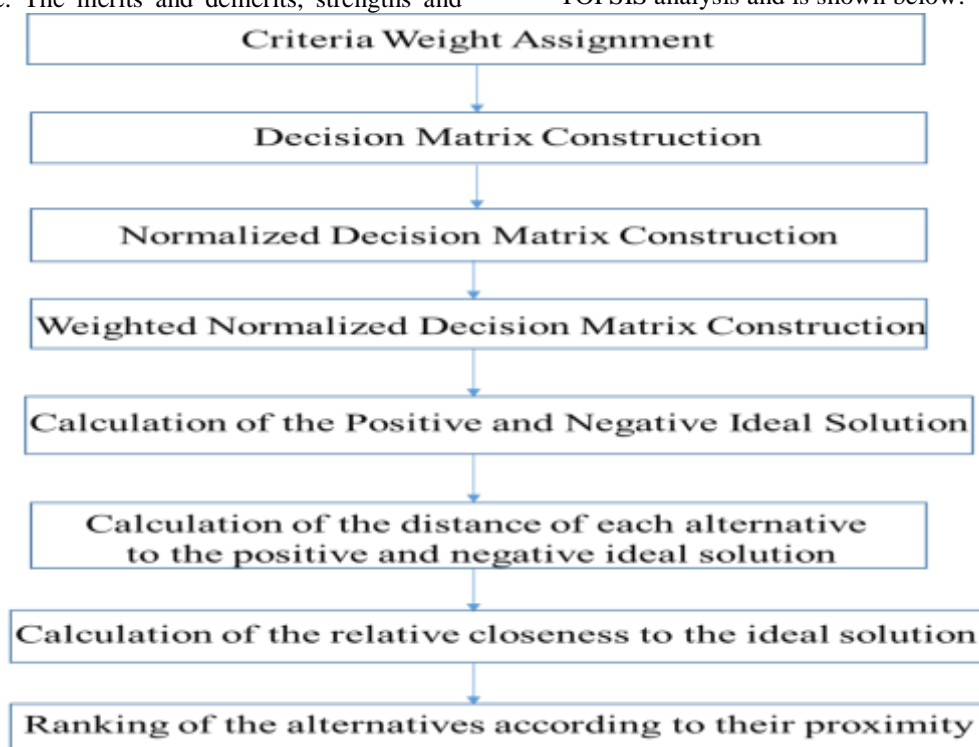 The merits and demerits, strengths and
TOPSIS analysis and is shown below:
Criteria Weight Assignment
Decision Matrix Construction
Normalized Decision Matrix Construction
Weighted Normalized Decision Matrix Construction
Calculation of the Positive and Negative Ideal Solution
Calculation of the distance of each alternative
to the positive and negative ideal solution
Calculation of the relative closeness to the ideal solution
Ranking of the alternatives according to their proximity